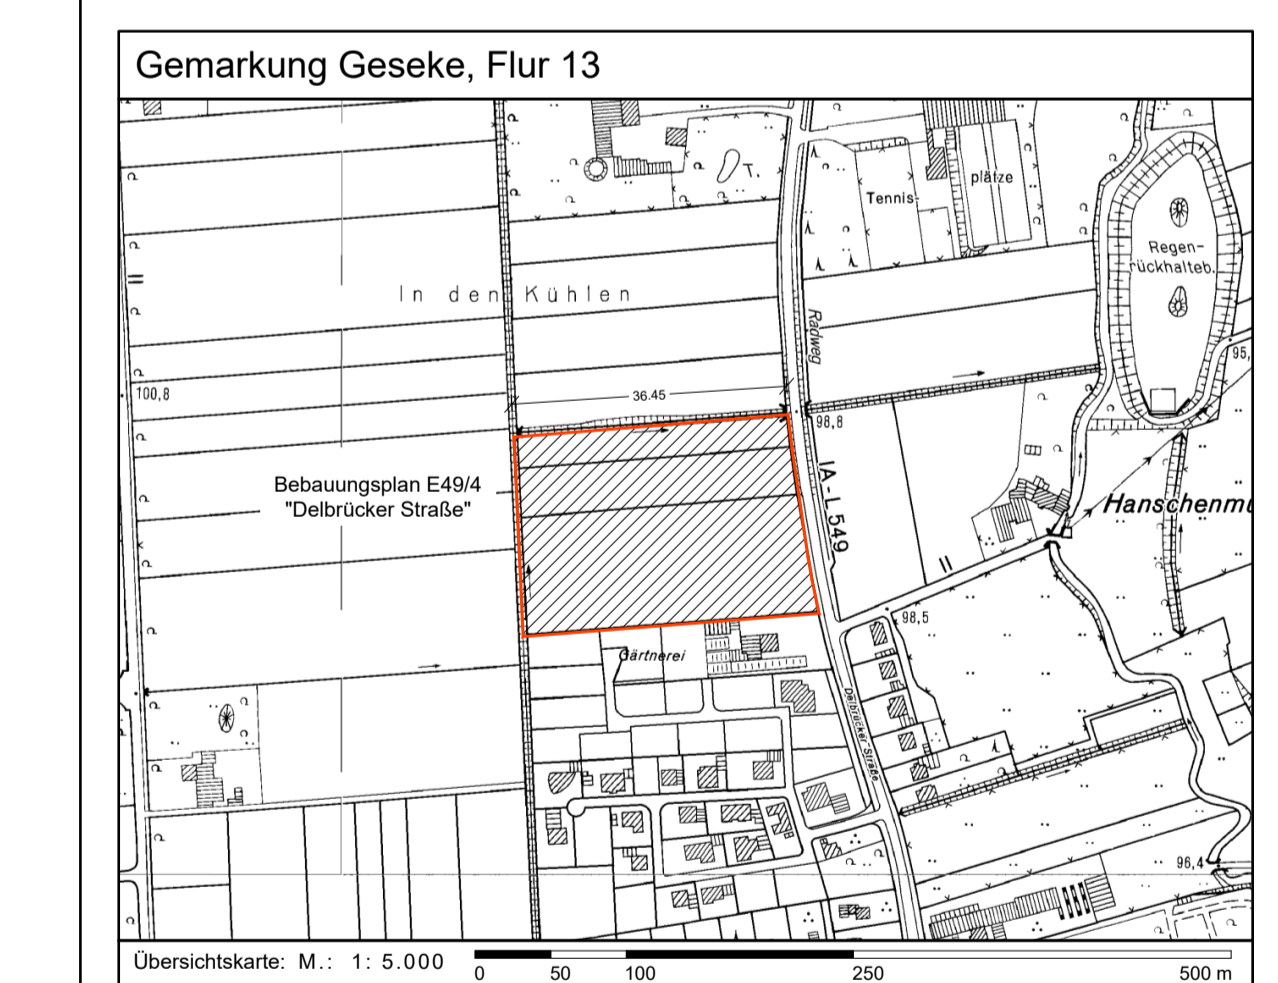 Gemarkung Geseke, Flur 13
T.
Tennis-
plätze
Regen-
rückhalteb.
In den Kühlen
Radweg
95,
100,8
36.45
98,8
Bebauungsplan E49/4
"Delbrücker Straße"
IA-L549
Hanschenmü
98,5
Gärtnerei
Delbrücker-Straße
96,4
Übersichtskarte: M.: 1: 5.000
0 50 100 250 500 m